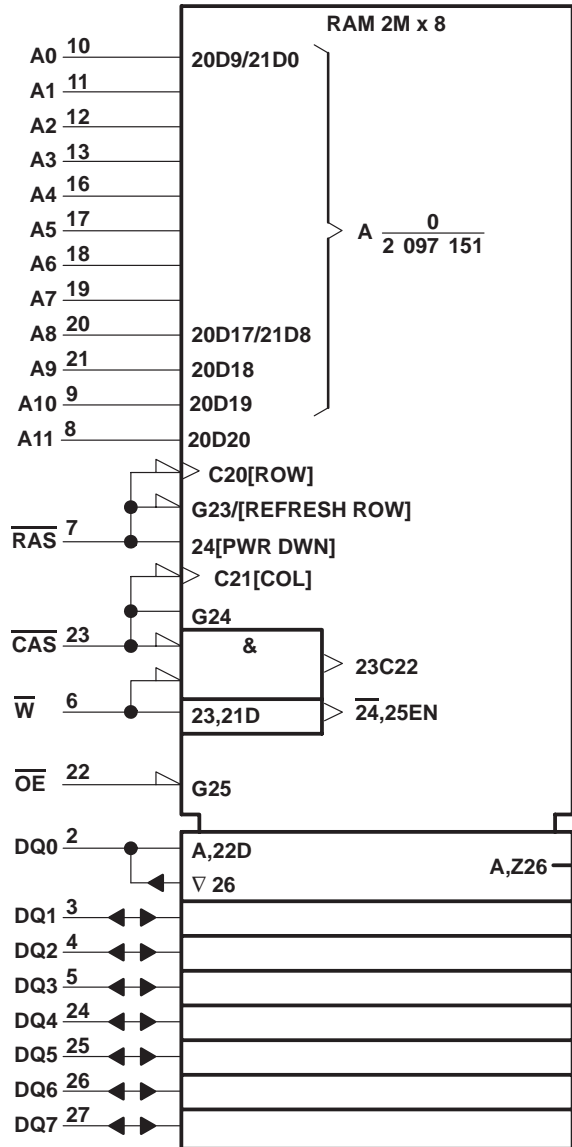 RAM 2M x 8
A0 10 20D9/21D0
A1 11
A2 12
A3 13
A4 16
A5 17
A 0
2 097 151
A6 18
A7 19
A8 20 20D17/21D8
A9 21 20D18
A10 9 20D19
A11 8 20D20
C20[ROW]
G23/[REFRESH ROW]
R̅A̅S̅ 7 24[PWR DWN]
C21[COL]
G24
C̅A̅S̅ 23 &
23C22
W̅ 6 23,21D 2̅4̅,25EN
O̅E̅ 22 G25
DQ0 2 A,22D
A,Z26
∇ 26
DQ1 3
DQ2 4
DQ3 5
DQ4 24
DQ5 25
DQ6 26
DQ7 27